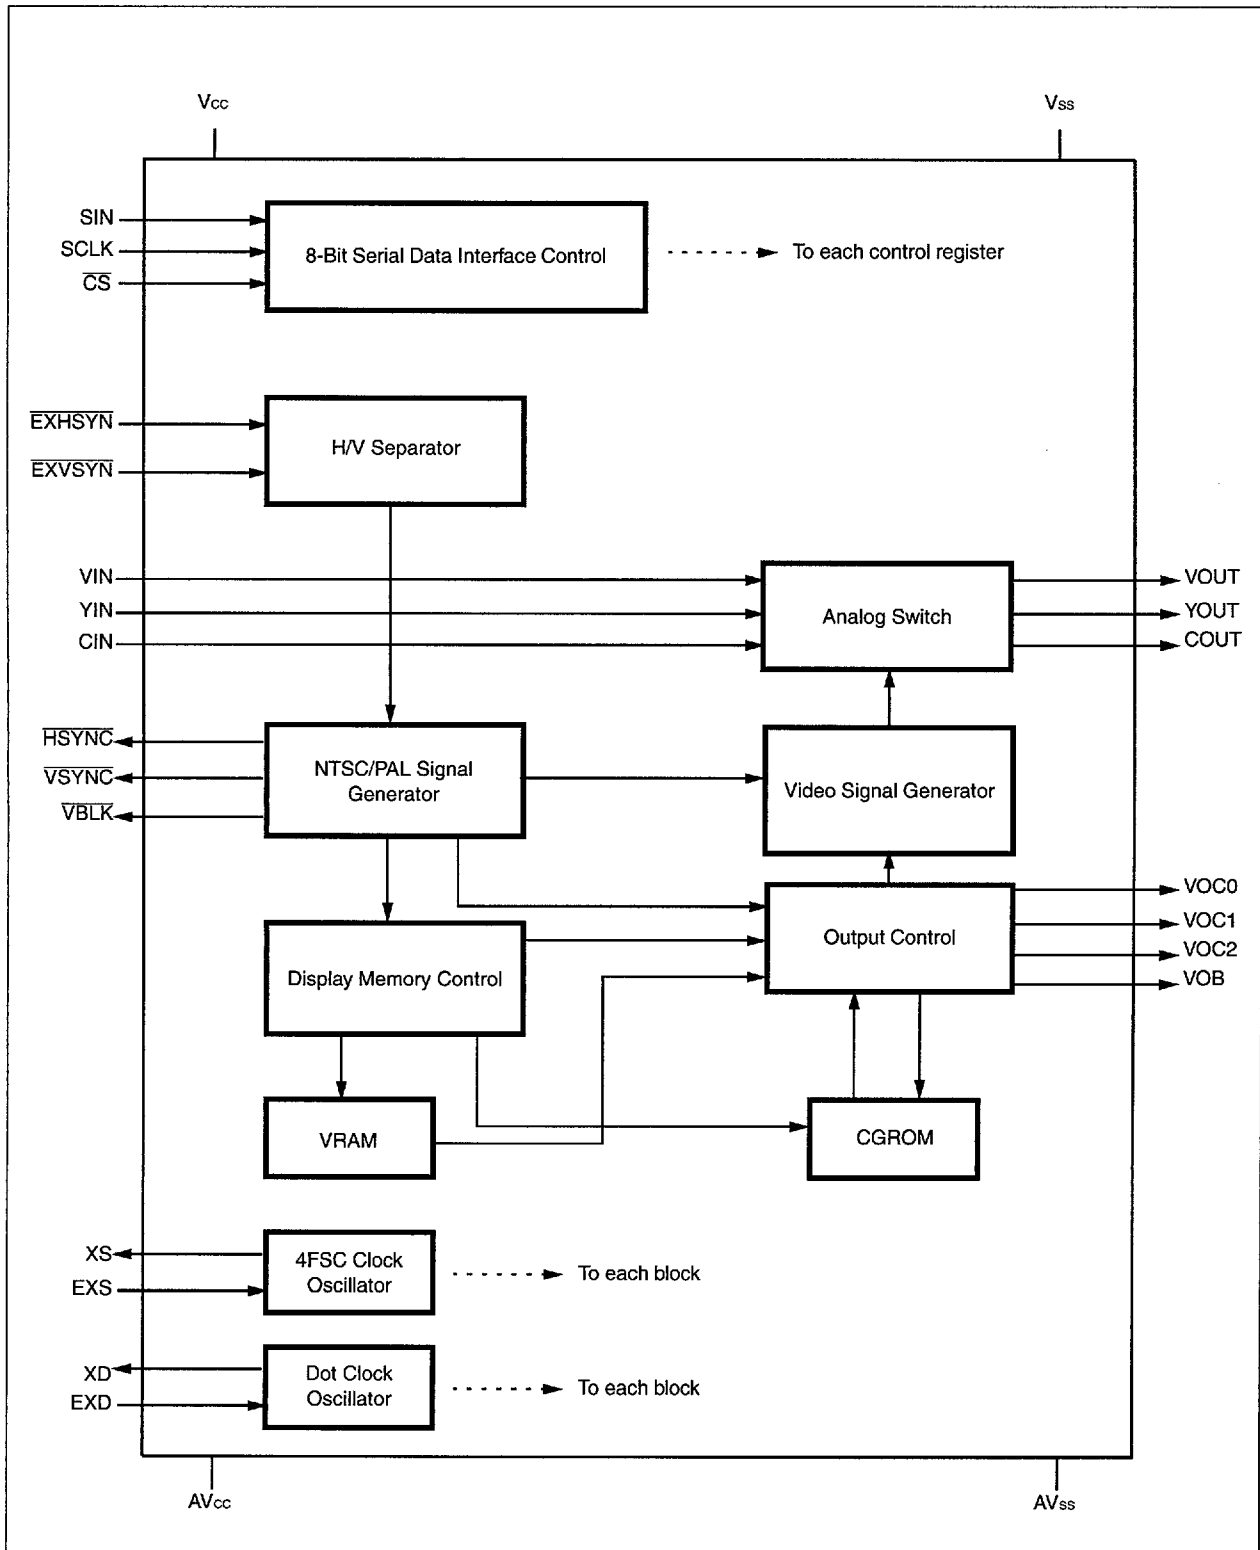 Vcc
Vss
SIN
SCLK
CS
8-Bit Serial Data Interface Control
To each control register
EXHSYN
EXVSYN
H/V Separator
VIN
YIN
CIN
Analog Switch
VOUT
YOUT
COUT
HSYNC
VSYNC
VBLK
NTSC/PAL Signal
Generator
Video Signal Generator
Display Memory Control
Output Control
VOC0
VOC1
VOC2
VOB
VRAM
CGROM
XS
EXS
4FSC Clock
Oscillator
To each block
XD
EXD
Dot Clock
Oscillator
To each block
AVcc
AVss